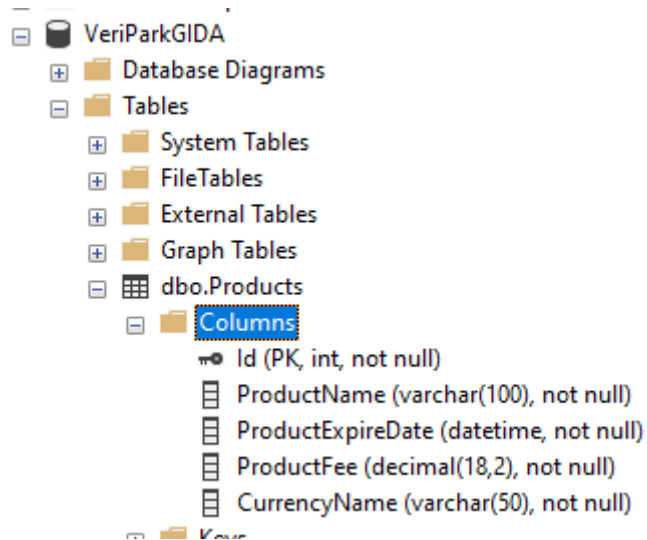 VeriParkGIDA
Database Diagrams
Tables
System Tables
FileTables
External Tables
Graph Tables
dbo.Products
Columns
Id (PK, int, not null)
ProductName (varchar(100), not null)
ProductExpireDate (datetime, not null)
ProductFee (decimal(18,2), not null)
CurrencyName (varchar(50), not null)
Keys